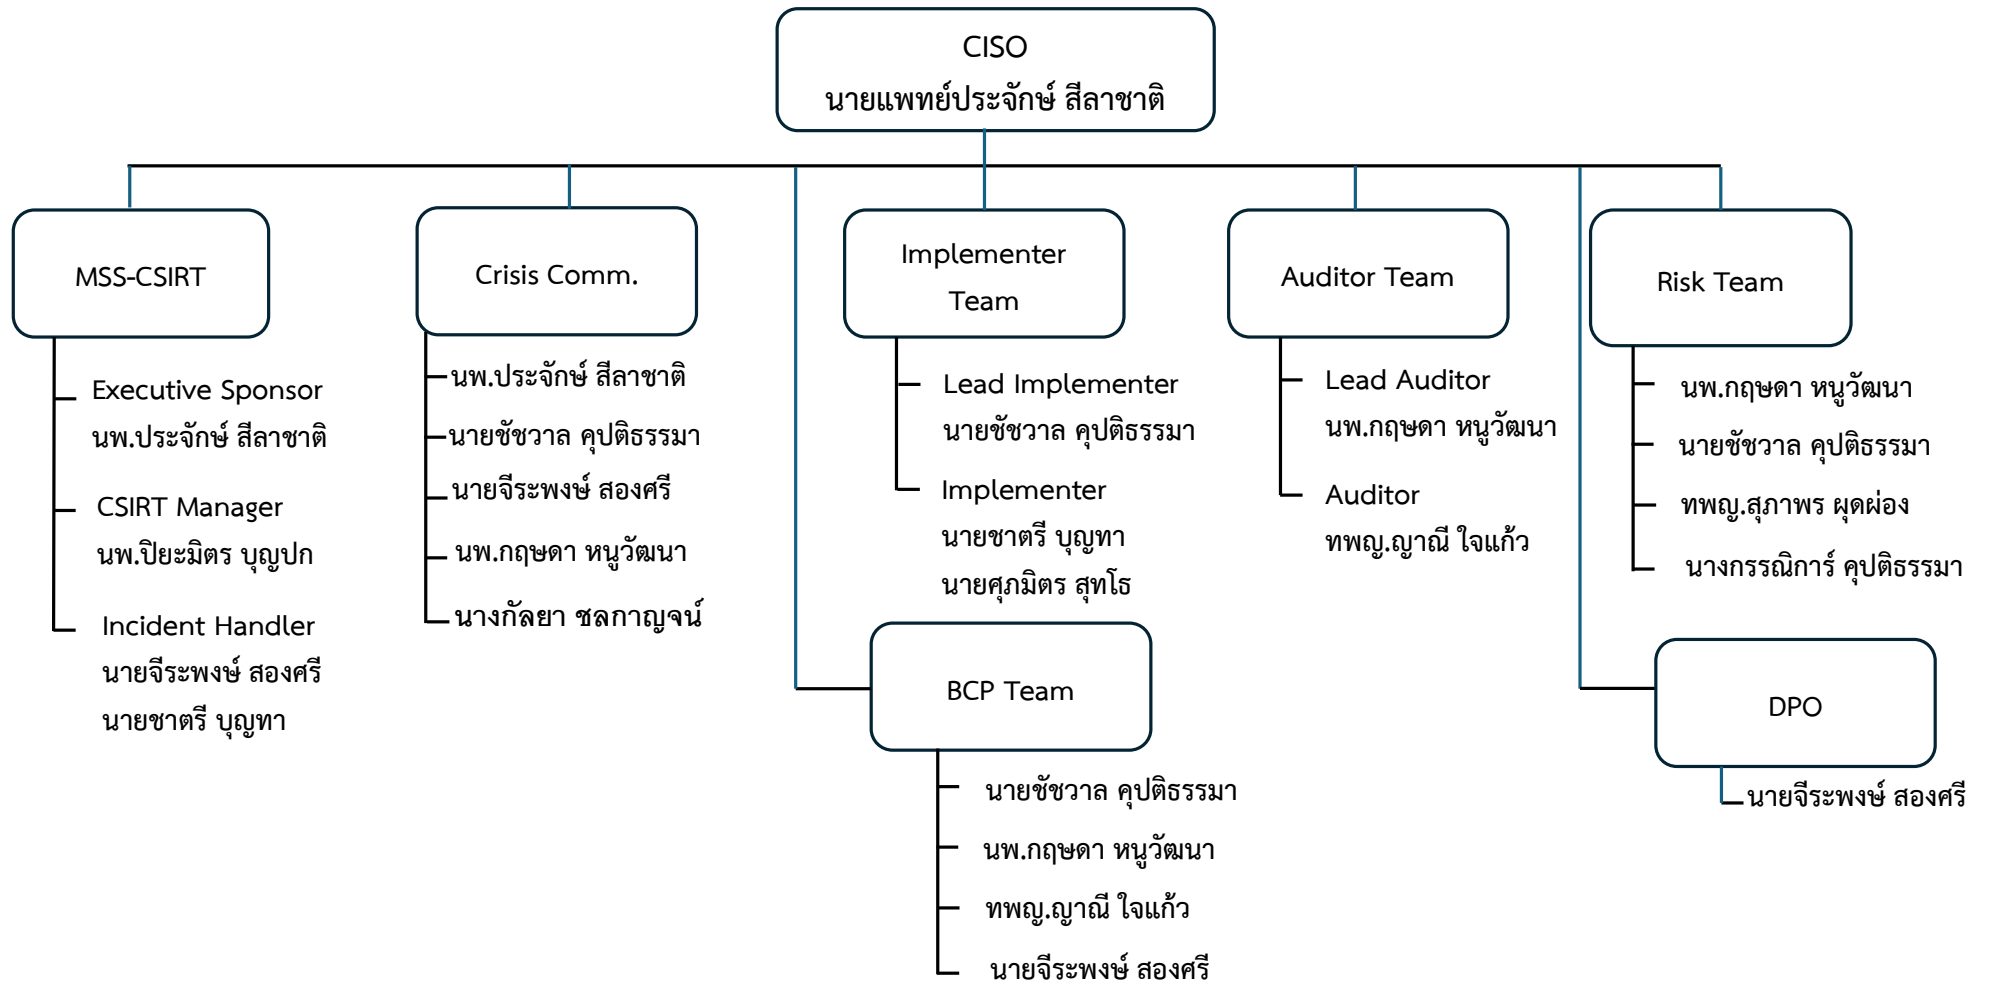 CISO
นายแพทย์ประจักษ์ สีลาชาติ
MSS-CSIRT
Executive Sponsor
นพ.ประจักษ์ สีลาชาติ
CSIRT Manager
นพ.ปิยะมิตร บุญปก
Incident Handler
นายจีระพงษ์ สองศรี
นายชาตรี บุญทา
Crisis Comm.
นพ.ประจักษ์ สีลาชาติ
นายชัชวาล คุปติธรรมา
นายจีระพงษ์ สองศรี
นพ.กฤษดา หนูวัฒนา
นางกัลยา ชลกาญจน์
Implementer
Team
Lead Implementer
นายชัชวาล คุปติธรรมา
Implementer
นายชาตรี บุญทา
นายศุภมิตร สุทโธ
BCP Team
นายชัชวาล คุปติธรรมา
นพ.กฤษดา หนูวัฒนา
ทพญ.ญาณี ใจแก้ว
นายจีระพงษ์ สองศรี
Auditor Team
Lead Auditor
นพ.กฤษดา หนูวัฒนา
Auditor
ทพญ.ญาณี ใจแก้ว
Risk Team
นพ.กฤษดา หนูวัฒนา
นายชัชวาล คุปติธรรมา
ทพญ.สุภาพร ผุดผ่อง
นางกรรณิการ์ คุปติธรรมา
DPO
นายจีระพงษ์ สองศรี